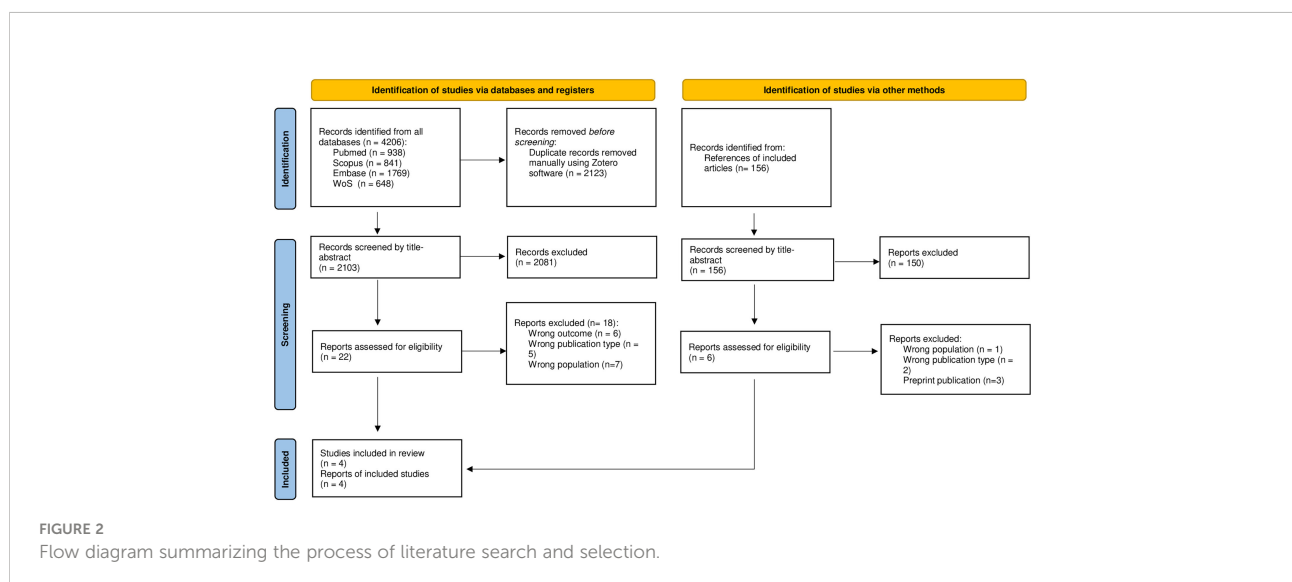 Identification of studies via databases and registers
Identification of studies via other methods
Identification
Records identified from all
databases (n = 4206):
Pubmed (n = 938)
Scopus (n = 841)
Embase (n = 1769)
WoS (n = 648)
Records removed before
screening:
Duplicate records removed
manually using Zotero
software (n = 2123)
Records identified from:
References of included
articles (n= 156)
Screening
Records screened by title-
abstract
(n = 2103)
Records excluded
(n = 2081)
Records screened by title-
abstract
(n = 156)
Reports excluded
(n = 150)
Reports assessed for eligibility
(n = 22)
Reports excluded (n= 18):
Wrong outcome (n = 6)
Wrong publication type (n =
5)
Wrong population (n=7)
Reports assessed for eligibility
(n = 6)
Reports excluded:
Wrong population (n = 1)
Wrong publication type (n =
2)
Preprint publication (n=3)
Included
Studies included in review
(n = 4)
Reports of included studies
(n = 4)
FIGURE 2
Flow diagram summarizing the process of literature search and selection.